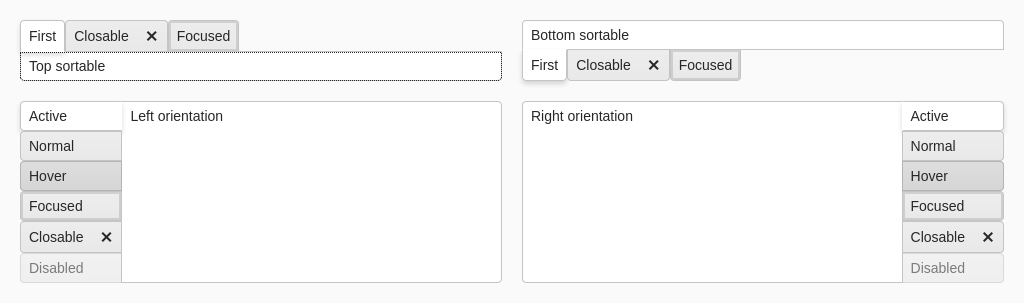 First Closable ✕ Focused
Top sortable
Bottom sortable
First Closable ✕ Focused
Active
Normal
Hover
Focused
Closable ✕
Disabled
Left orientation
Right orientation
Active
Normal
Hover
Focused
Closable ✕
Disabled